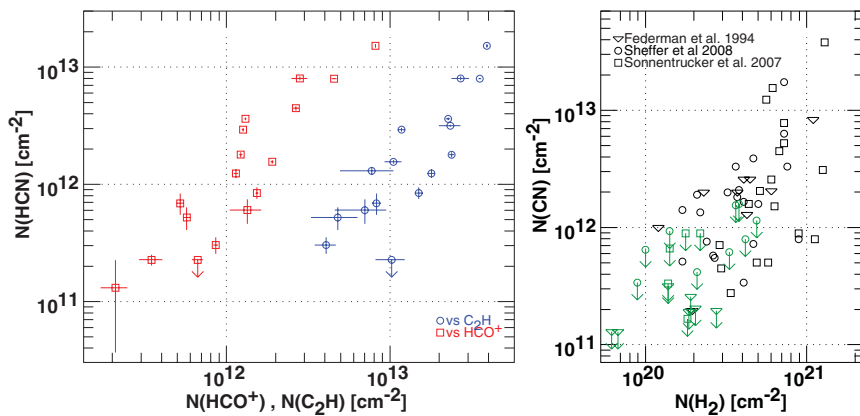 N(HCN) [cm⁻²]
10¹³
10¹²
10¹¹
10¹²
10¹³
N(HCO⁺) , N(C₂H) [cm⁻²]
vs C₂H
vs HCO⁺
N(CN) [cm⁻²]
10¹³
10¹²
10¹¹
10²⁰
10²¹
N(H₂) [cm⁻²]
Federman et al. 1994
Sheffer et al 2008
Sonnentrucker et al. 2007